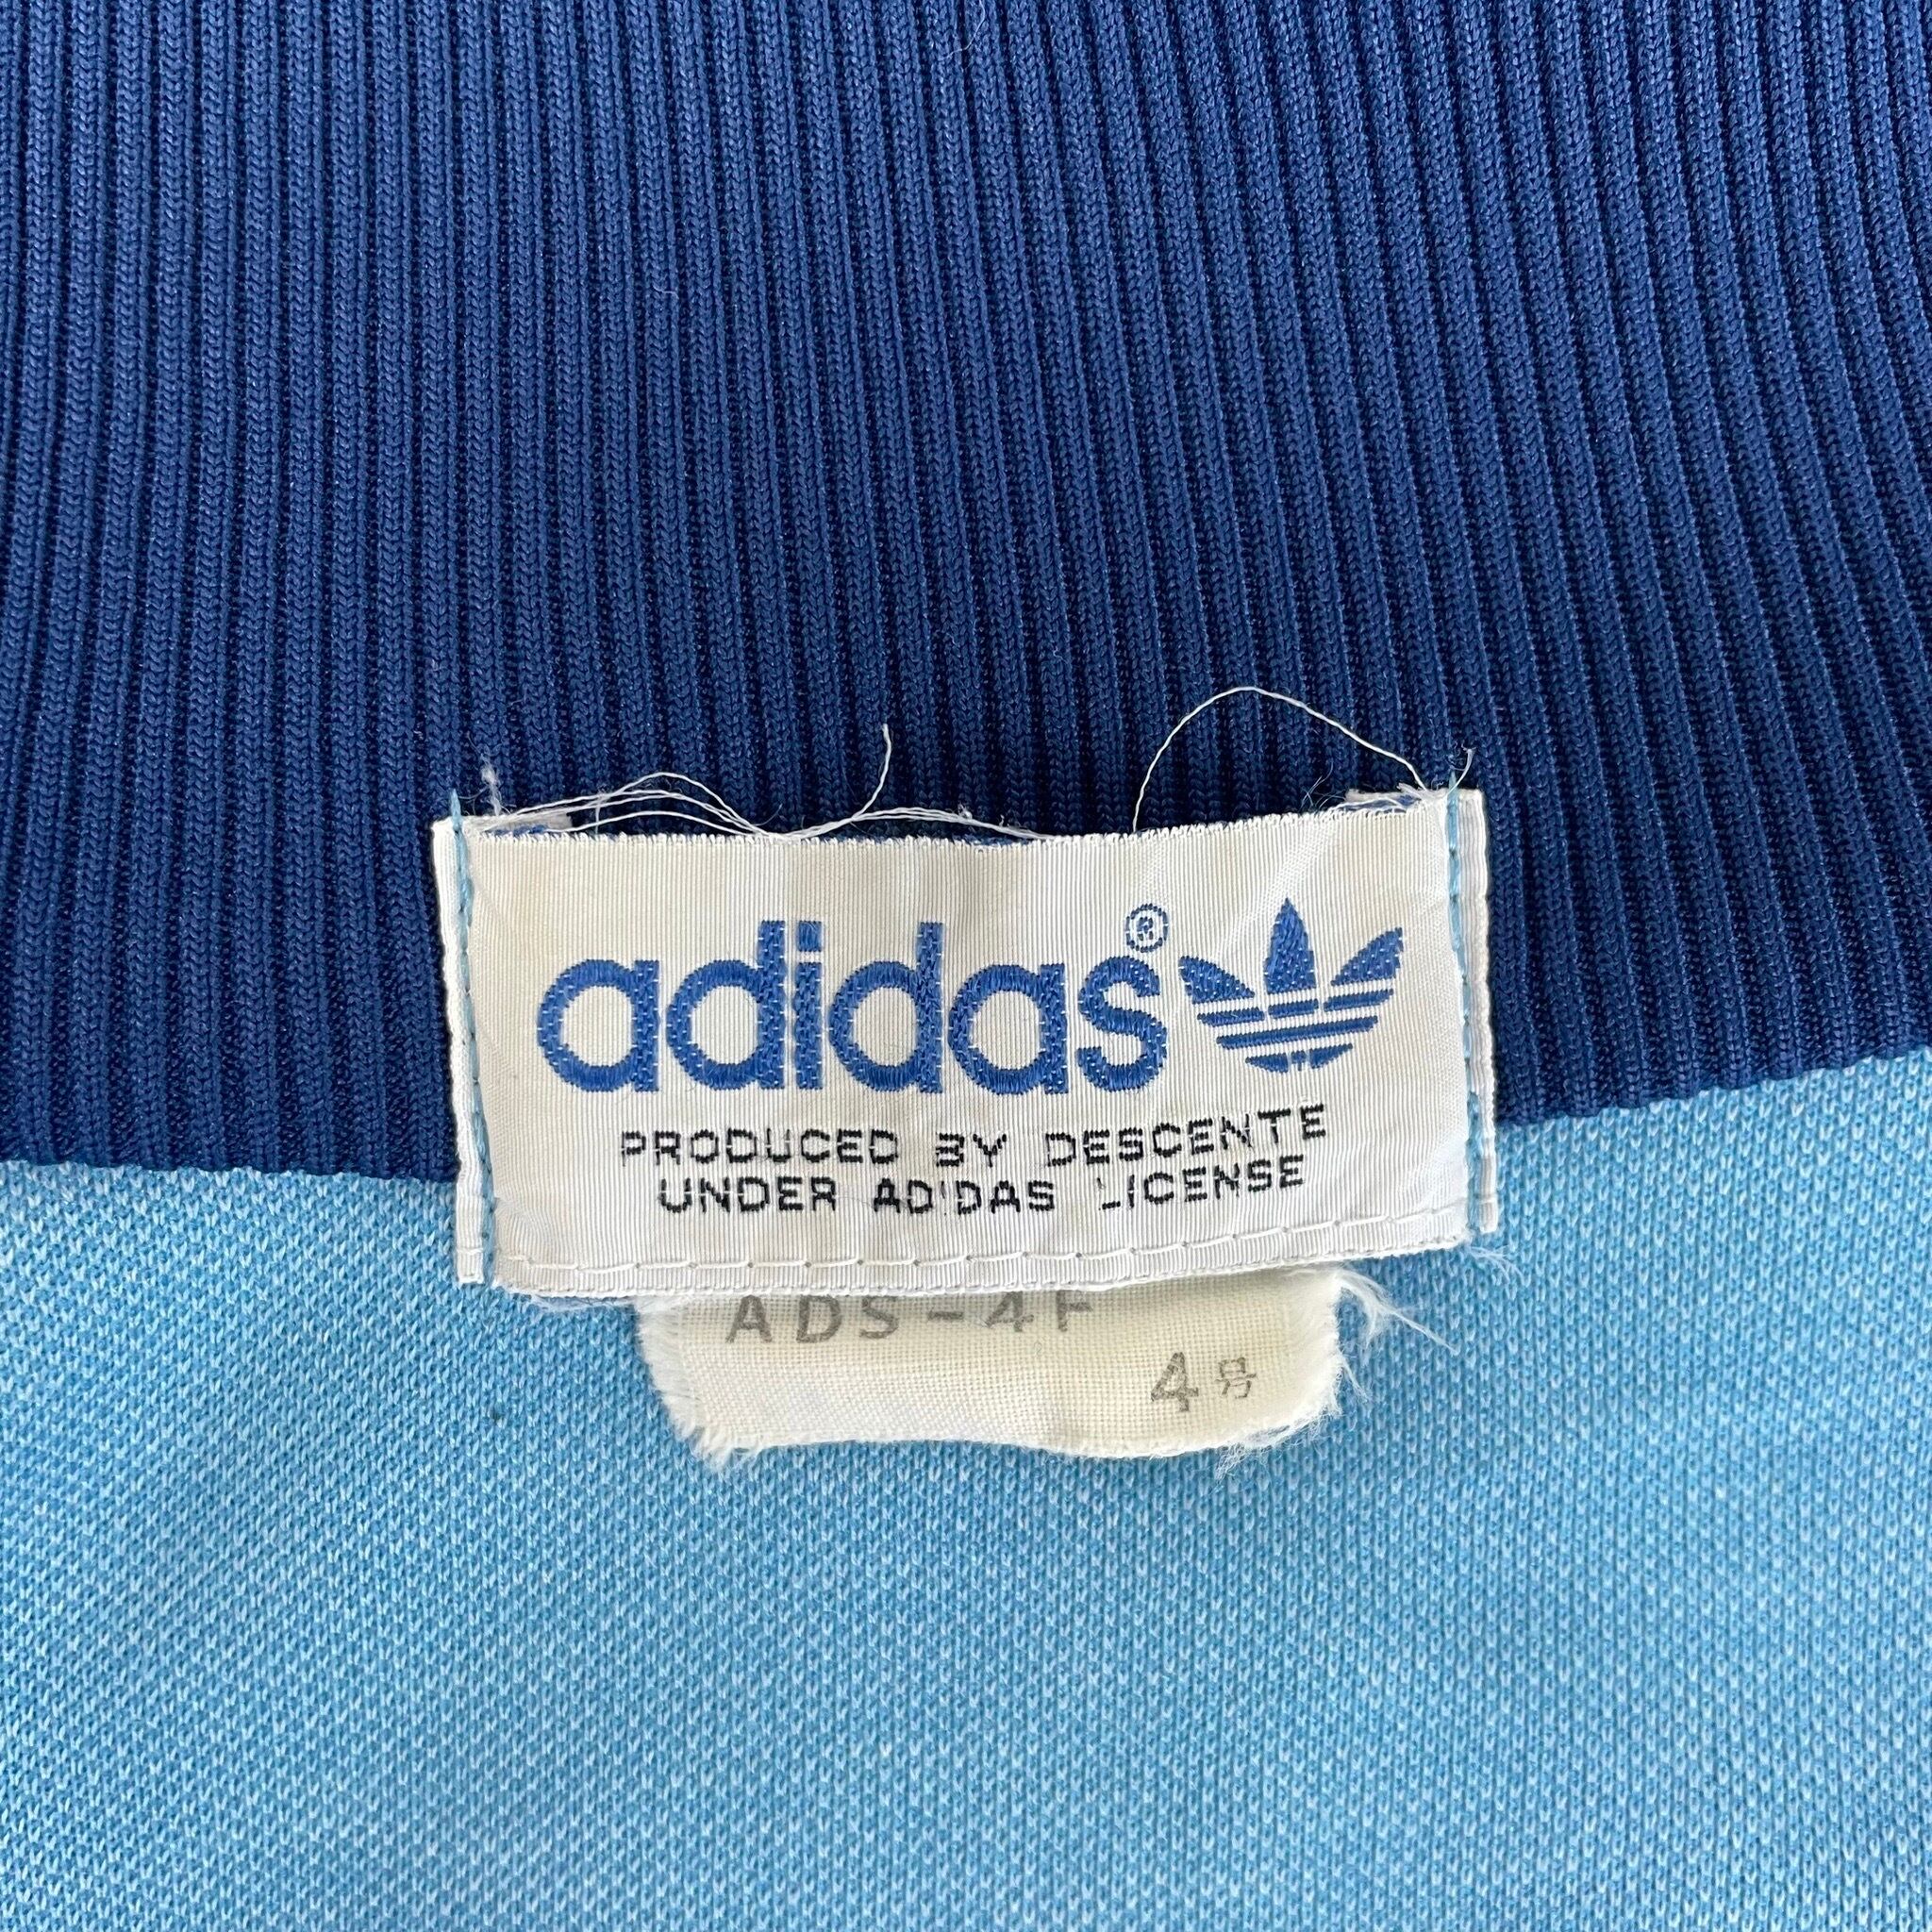 adidas®
PRODUCED BY DESCENTE
UNDER ADIDAS LICENSE
ADS-4F
4号